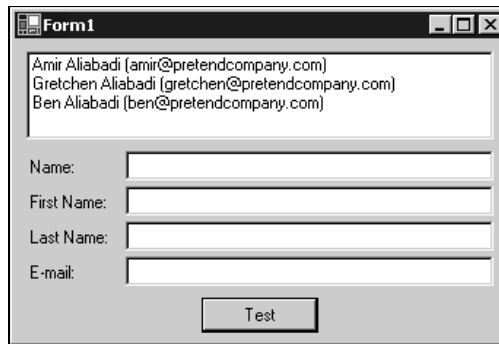 Form1
Amir Aliabadi (amir@pretendcompany.com)
Gretchen Aliabadi (gretchen@pretendcompany.com)
Ben Aliabadi (ben@pretendcompany.com)
Name:
First Name:
Last Name:
E-mail:
Test